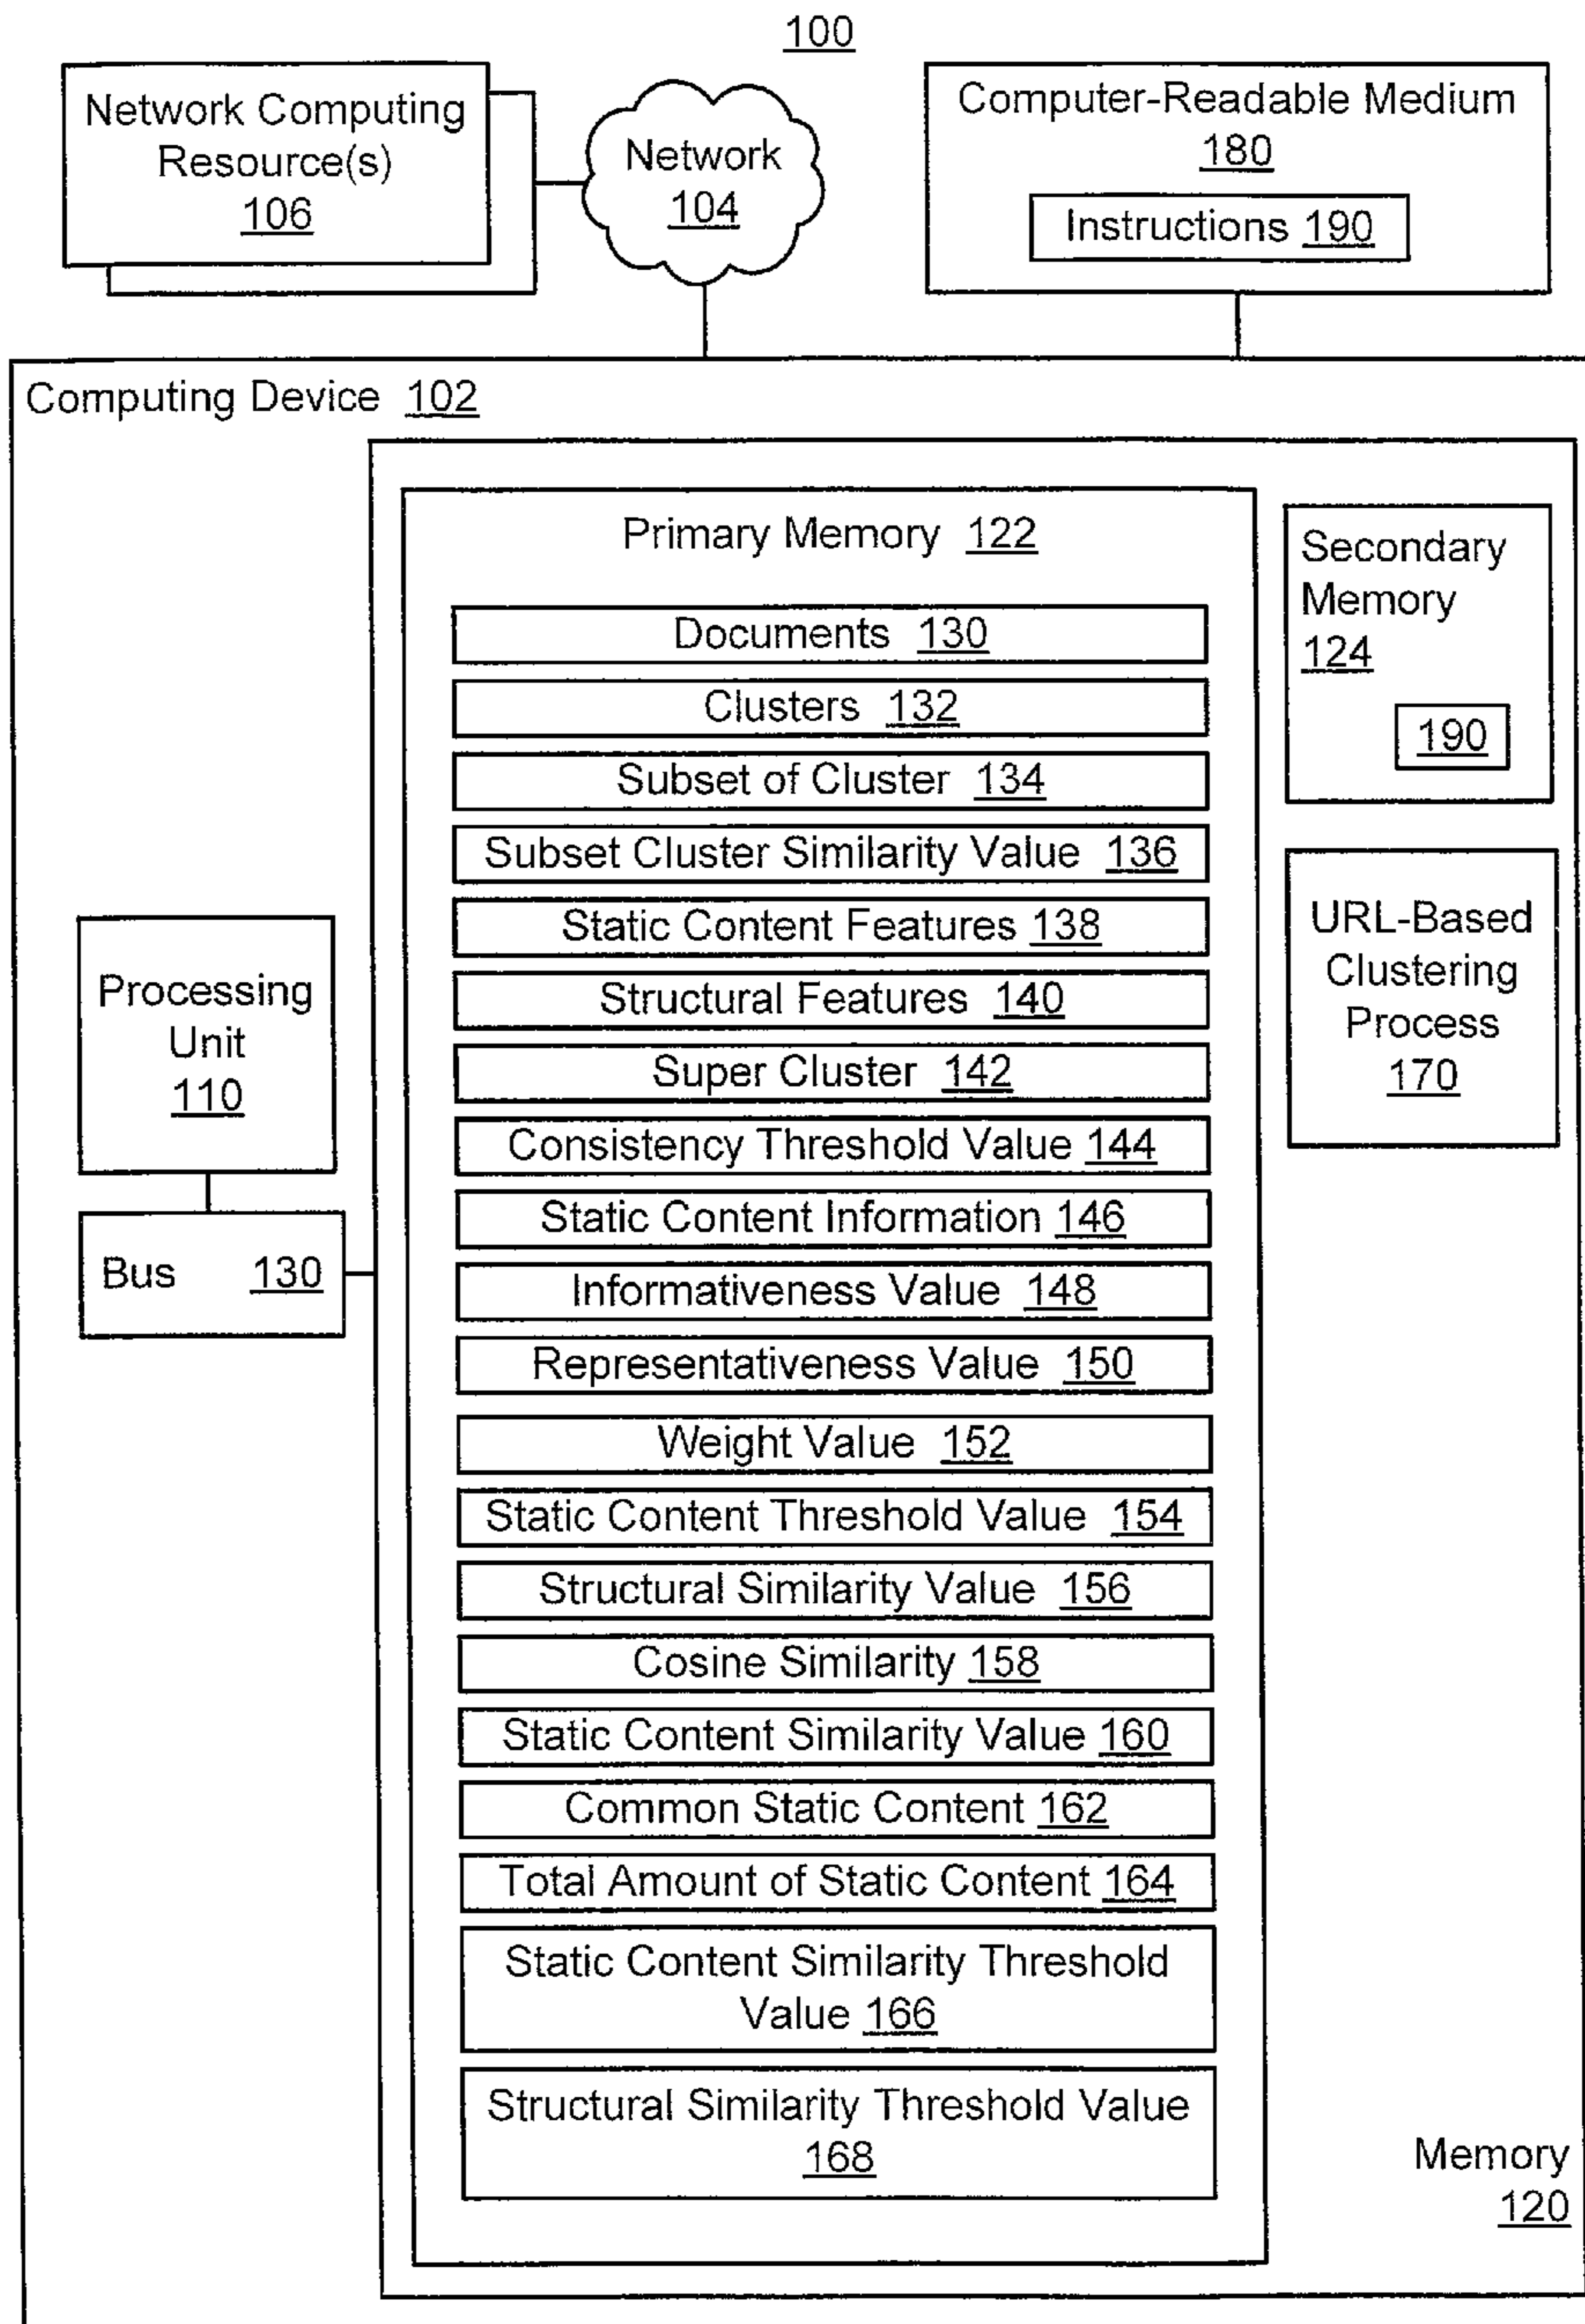 100
Network Computing
Resource(s)
106
Network
104
Computer-Readable Medium
180
Instructions 190
Computing Device 102
Primary Memory 122
Documents 130
Clusters 132
Subset of Cluster 134
Subset Cluster Similarity Value 136
Static Content Features 138
Structural Features 140
Super Cluster 142
Consistency Threshold Value 144
Static Content Information 146
Informativeness Value 148
Representativeness Value 150
Weight Value 152
Static Content Threshold Value 154
Structural Similarity Value 156
Cosine Similarity 158
Static Content Similarity Value 160
Common Static Content 162
Total Amount of Static Content 164
Static Content Similarity Threshold
Value 166
Structural Similarity Threshold Value
168
Secondary
Memory
124
190
URL-Based
Clustering
Process
170
Processing
Unit
110
Bus 130
Memory
120